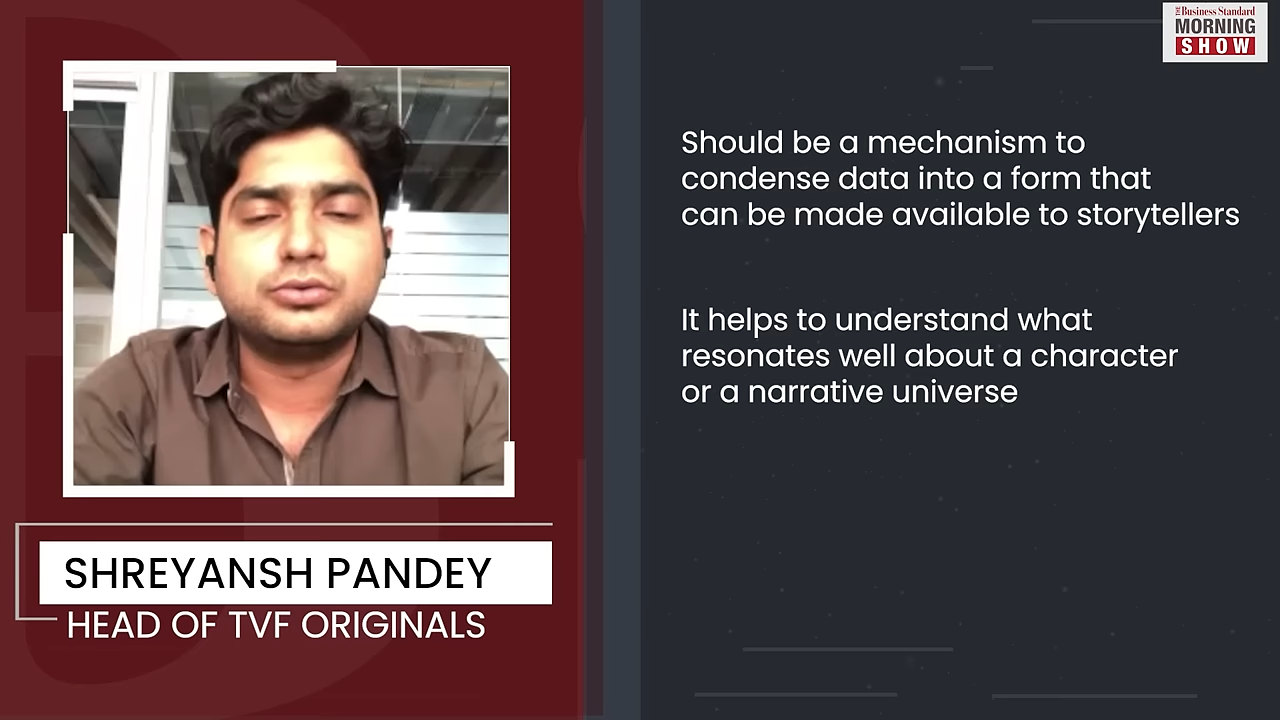 THE Business Standard
MORNING
SHOW
Should be a mechanism to
condense data into a form that
can be made available to storytellers
It helps to understand what
resonates well about a character
or a narrative universe
SHREYANSH PANDEY
HEAD OF TVF ORIGINALS